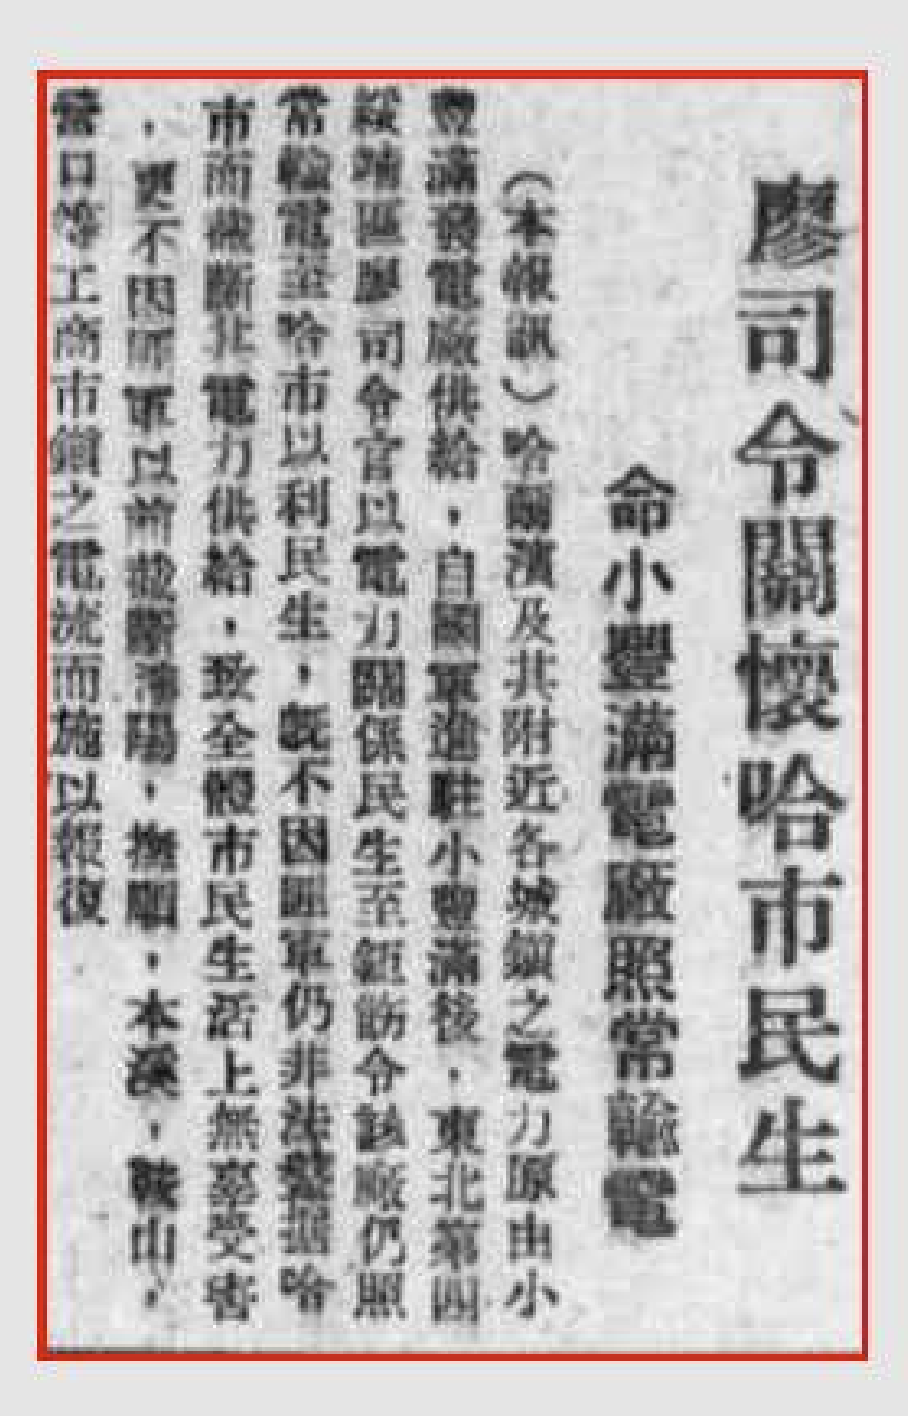 廖司令關懷哈市民生
命小豐滿電廠照常輸電
(本報訊)哈爾濱及其附近各城鎮之電力原由小
豐滿發電廠供給,自國軍進駐小豐滿後,東北第四
綏靖區廖司令官以電力關係民生至鉅飭令該廠仍照
常輸電至哈市以利民生,既不因匪軍仍非法盤據哈
市而截斷其電力供給,致全體市民生活上無辜受害
,更不因匪軍以前截斷瀋陽,撫順,本溪,鞍山,
營口等工商市鎮之電流而施以報復